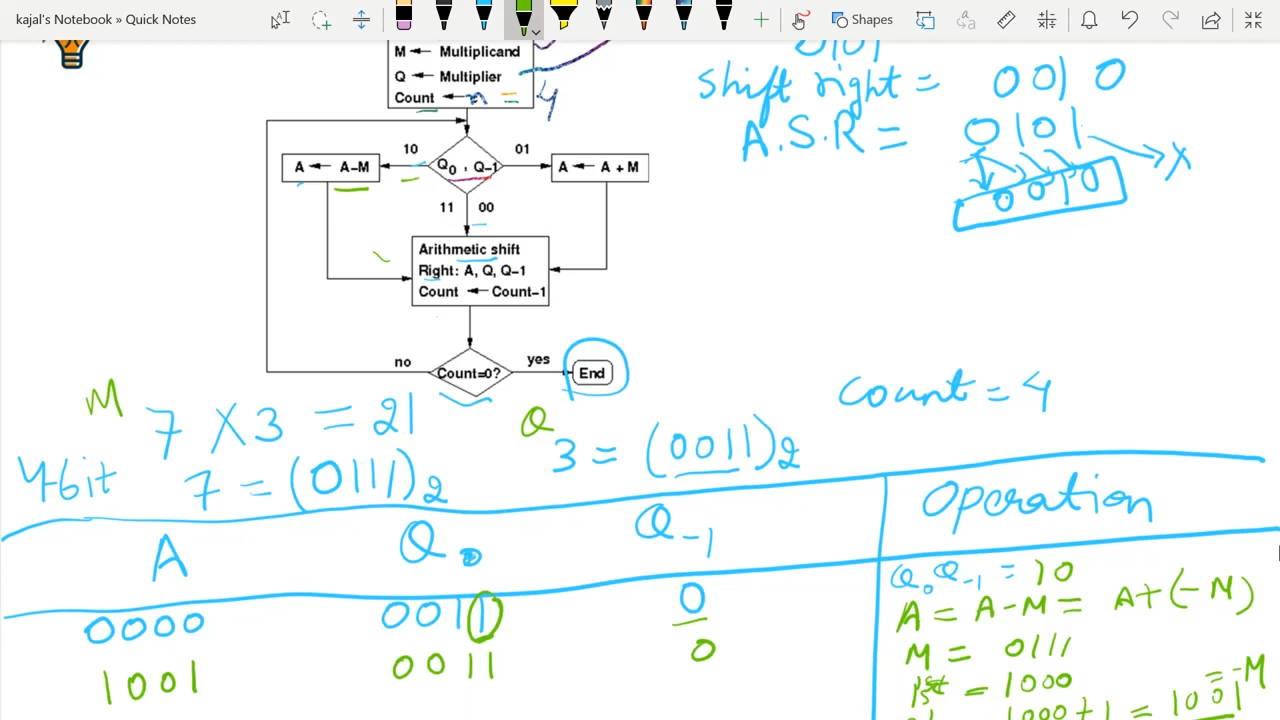 kajal's Notebook » Quick Notes
Shapes
M ← Multiplicand
Q ← Multiplier
Count ← n = 4
10
Q0 , Q-1
01
A ← A-M
A ← A + M
11 00
Arithmetic shift
Right: A, Q, Q-1
Count ← Count-1
no
Count=0?
yes
End
0101
Shift right = 0010
A.S.R = 0101
X
0010
M
7 X 3 = 21
Q
count = 4
4bit 7 = (0111)2
3 = (0011)2
A Q0 Q-1 Operation
0000 0011 0
1001 0011 0
Q0 Q-1 = 10
A = A-M = A+(-M)
M = 0111
1st = 1000
= -M
1000 + 1 = 1001